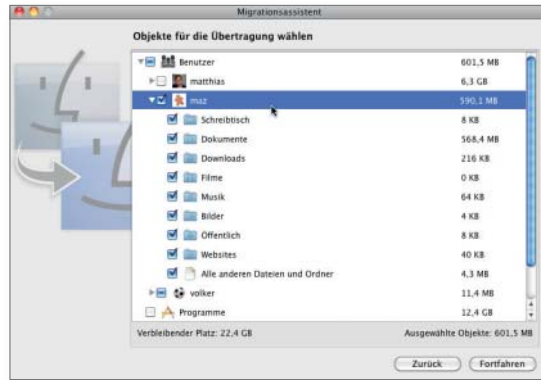 Migrationsassistent
Objekte für die Übertragung wählen
Benutzer 601,5 MB
matthias 6,3 GB
maz 590,1 MB
Schreibtisch 8 KB
Dokumente 568,4 MB
Downloads 216 KB
Filme 0 KB
Musik 64 KB
Bilder 4 KB
Öffentlich 8 KB
Websites 40 KB
Alle anderen Dateien und Ordner 4,3 MB
volker 11,4 MB
Programme 12,4 GB
Verbleibender Platz: 22,4 GB Ausgewählte Objekte: 601,5 MB
Zurück Fortfahren